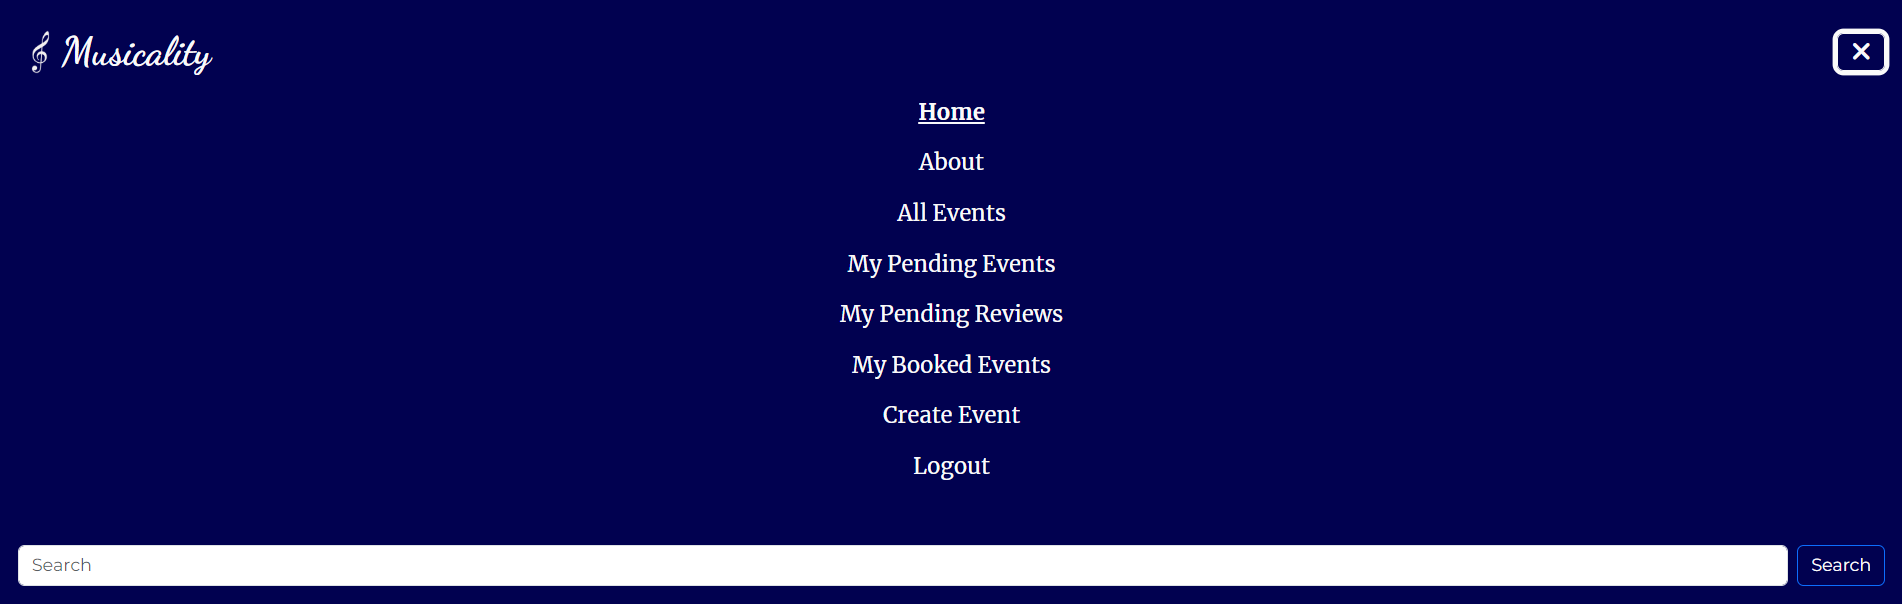 Musicality
Home
About
All Events
My Pending Events
My Pending Reviews
My Booked Events
Create Event
Logout
Search Search